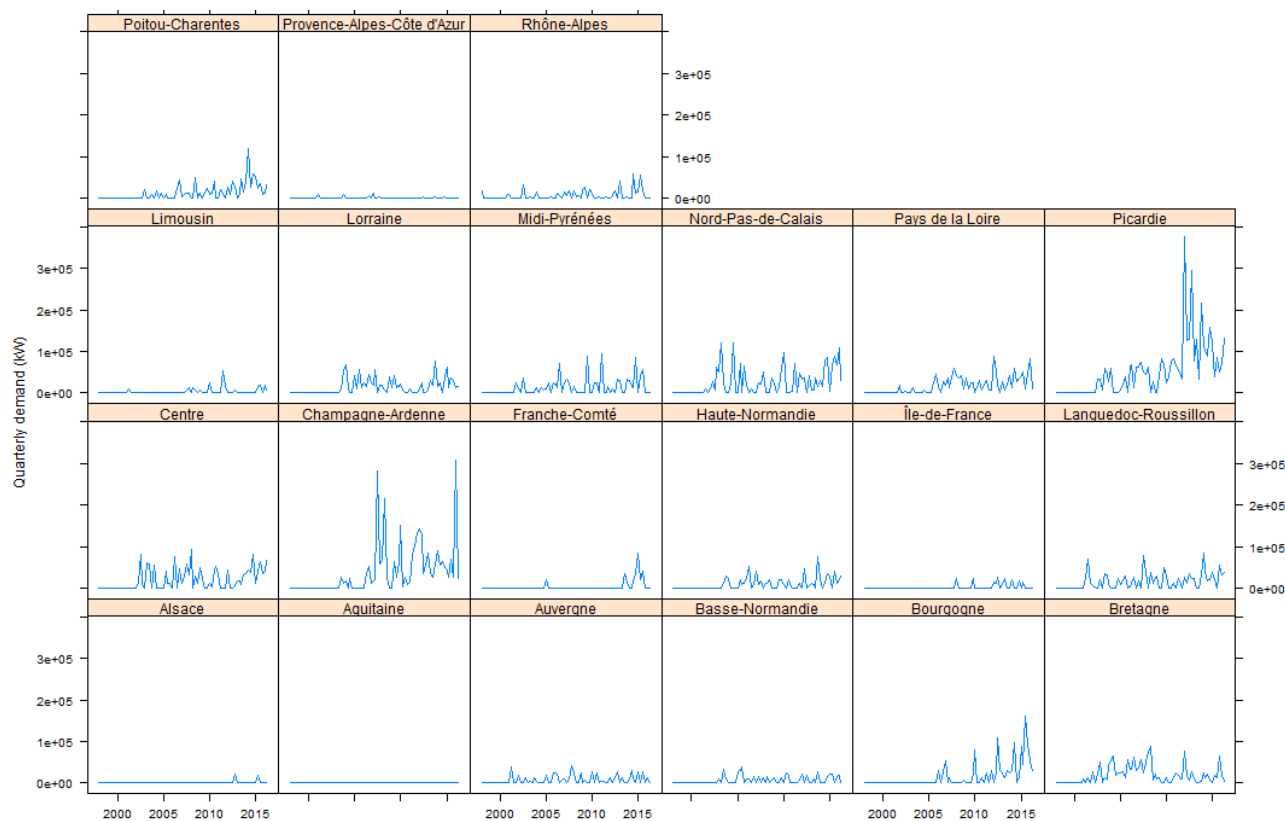 Poitou-Charentes Provence-Alpes-Côte d'Azur Rhône-Alpes
3e+05
2e+05
1e+05
0e+00
Limousin Lorraine Midi-Pyrénées Nord-Pas-de-Calais Pays de la Loire Picardie
3e+05
2e+05
1e+05
0e+00
Quarterly demand (kW)
Centre Champagne-Ardenne Franche-Comté Haute-Normandie Île-de-France Languedoc-Roussillon
3e+05
2e+05
1e+05
0e+00
Alsace Aquitaine Auvergne Basse-Normandie Bourgogne Bretagne
3e+05
2e+05
1e+05
0e+00
2000 2005 2010 2015 2000 2005 2010 2015 2000 2005 2010 2015